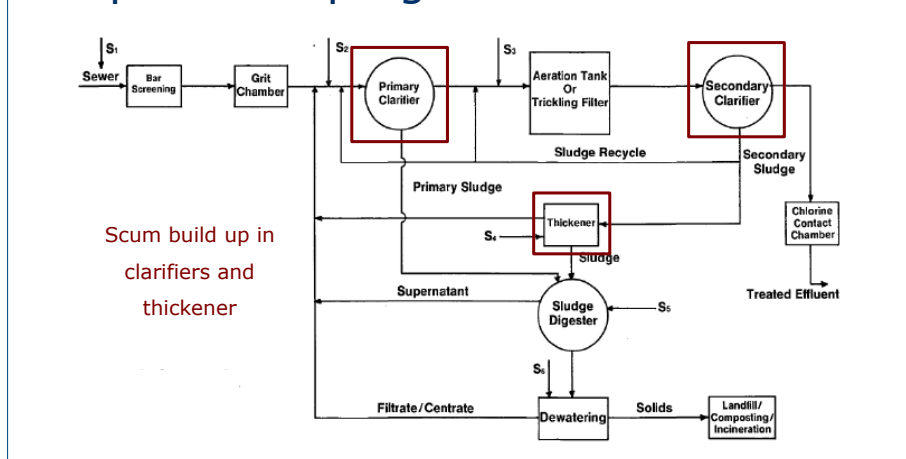 S₁
S₂
S₃
Sewer
Bar
Screening
Grit
Chamber
Primary
Clarifier
Aeration Tank
Or
Trickling Filter
Secondary
Clarifier
Sludge Recycle
Secondary
Sludge
Primary Sludge
Thickener
S₄
Sludge
Chlorine
Contact
Chamber
Treated Effluent
Scum build up in
clarifiers and
thickener
Supernatant
Sludge
Digester
S₅
S₆
Filtrate/Centrate
Dewatering
Solids
Landfill/
Composting/
Incineration